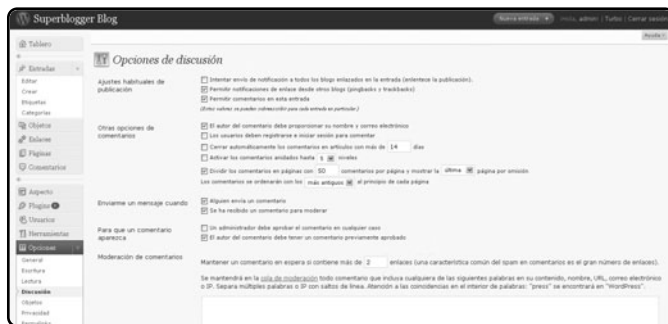 Superblogger Blog
Nueva entrada
Hola, admin | Turbo | Cerrar sesión
Ayuda
Tablero
Opciones de discusión
Entradas
Editar
Crear
Etiquetas
Categorías
Objetos
Enlaces
Páginas
Comentarios
Aspecto
Plugins
Usuarios
Herramientas
Opciones
General
Escritura
Lectura
Discusión
Objetos
Privacidad
Ajustes habituales de publicación
Intentar envío de notificación a todos los blogs enlazados en la entrada (enlentece la publicación).
Permitir notificaciones de enlace desde otros blogs (pingbacks y trackbacks)
Permitir comentarios en esta entrada
(Estos valores se pueden sobrescribir para cada entrada en particular.)
Otras opciones de comentarios
El autor del comentario debe proporcionar su nombre y correo electrónico
Los usuarios deben registrarse e iniciar sesión para comentar
Cerrar automáticamente los comentarios en artículos con más de 14 días
Activar los comentarios anidados hasta 5 niveles
Dividir los comentarios en páginas con 50 comentarios por página y mostrar la última página por omisión
Los comentarios se ordenarán con los más antiguos al principio de cada página
Enviarme un mensaje cuando
Alguien envía un comentario
Se ha recibido un comentario para moderar
Para que un comentario aparezca
Un administrador debe aprobar el comentario en cualquier caso
El autor del comentario debe tener un comentario previamente aprobado
Moderación de comentarios
Mantener un comentario en espera si contiene más de 2 enlaces (una característica común del spam en comentarios es el gran número de enlaces).
Se mantendrá en la cola de moderación todo comentario que incluya cualquiera de las siguientes palabras en su contenido, nombre, URL, correo electrónico
o IP. Separa múltiples palabras o IP con saltos de línea. Atención a las coincidencias en el interior de palabras: "press" se encontrará en "WordPress":